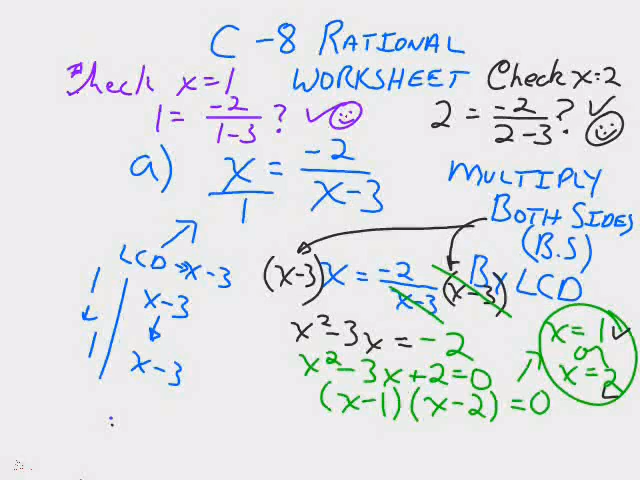 C-8 RATIONAL
WORKSHEET
Check x=1
1 = -2/(1-3) ? ✓
Check x=2
2 = -2/(2-3) ? ✓
a) x/1 = -2/(x-3)
MULTIPLY
BOTH SIDES
(B.S)
By LCD
LCD → x-3
1 | x-3
1 | x-3
(x-3) x = -2/(x-3) (x-3)
x²-3x = -2
x²-3x+2=0
(x-1)(x-2)=0
x=1 ✓
or
x=2 ✓